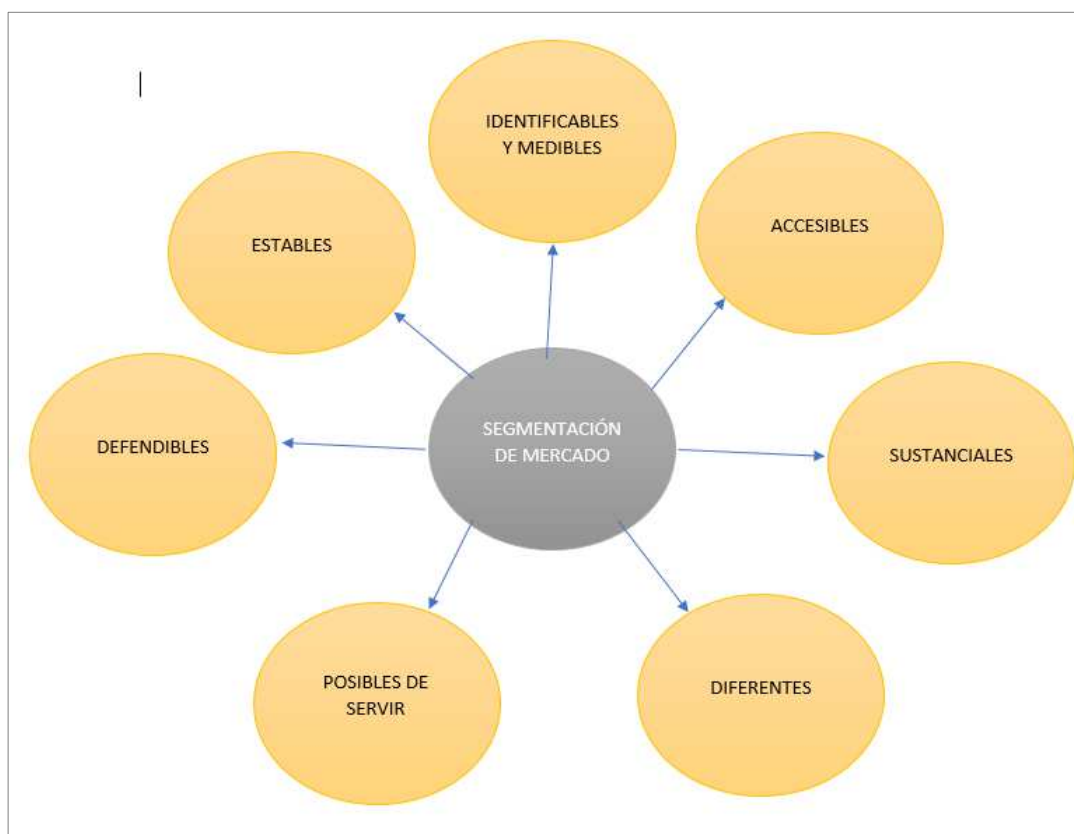 IDENTIFICABLES
Y MEDIBLES
ACCESIBLES
ESTABLES
SEGMENTACIÓN
DE MERCADO
DEFENDIBLES
SUSTANCIALES
POSIBLES DE
SERVIR
DIFERENTES